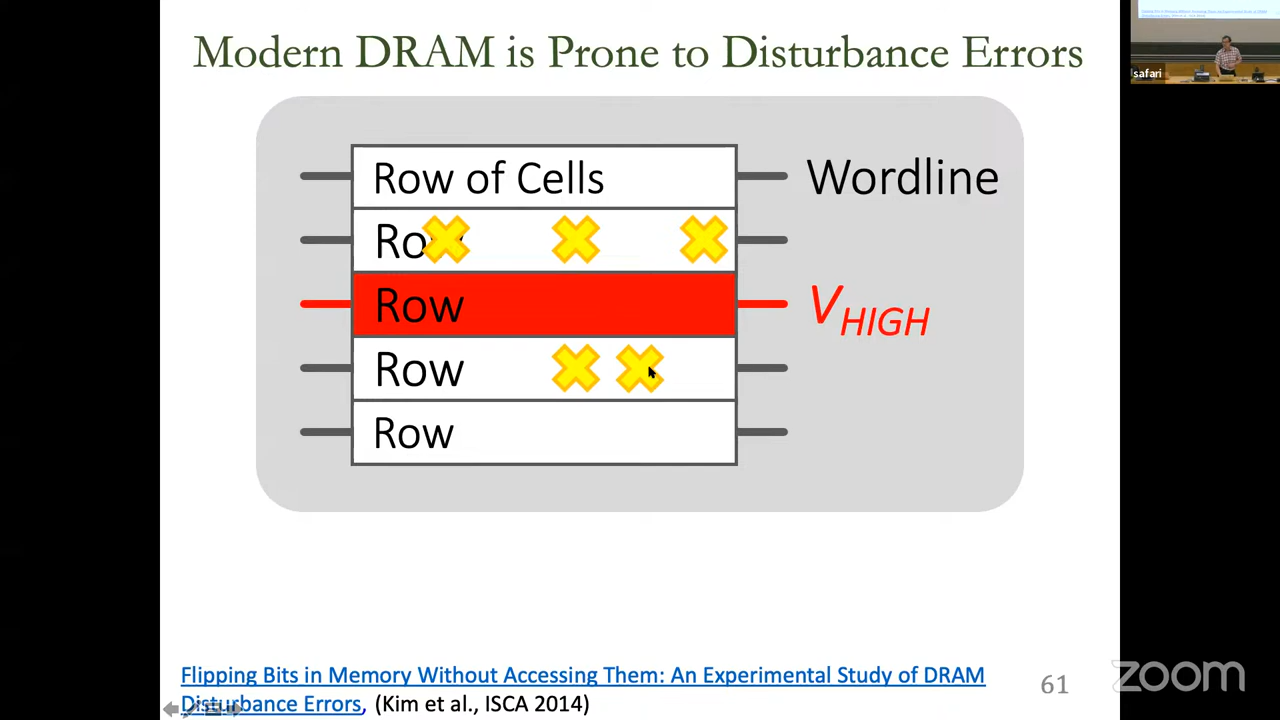 Modern DRAM is Prone to Disturbance Errors
safari
Row of Cells
Wordline
Ro
Row
VHIGH
Row
Row
Flipping Bits in Memory Without Accessing Them: An Experimental Study of DRAM
Disturbance Errors, (Kim et al., ISCA 2014)
61
zoom